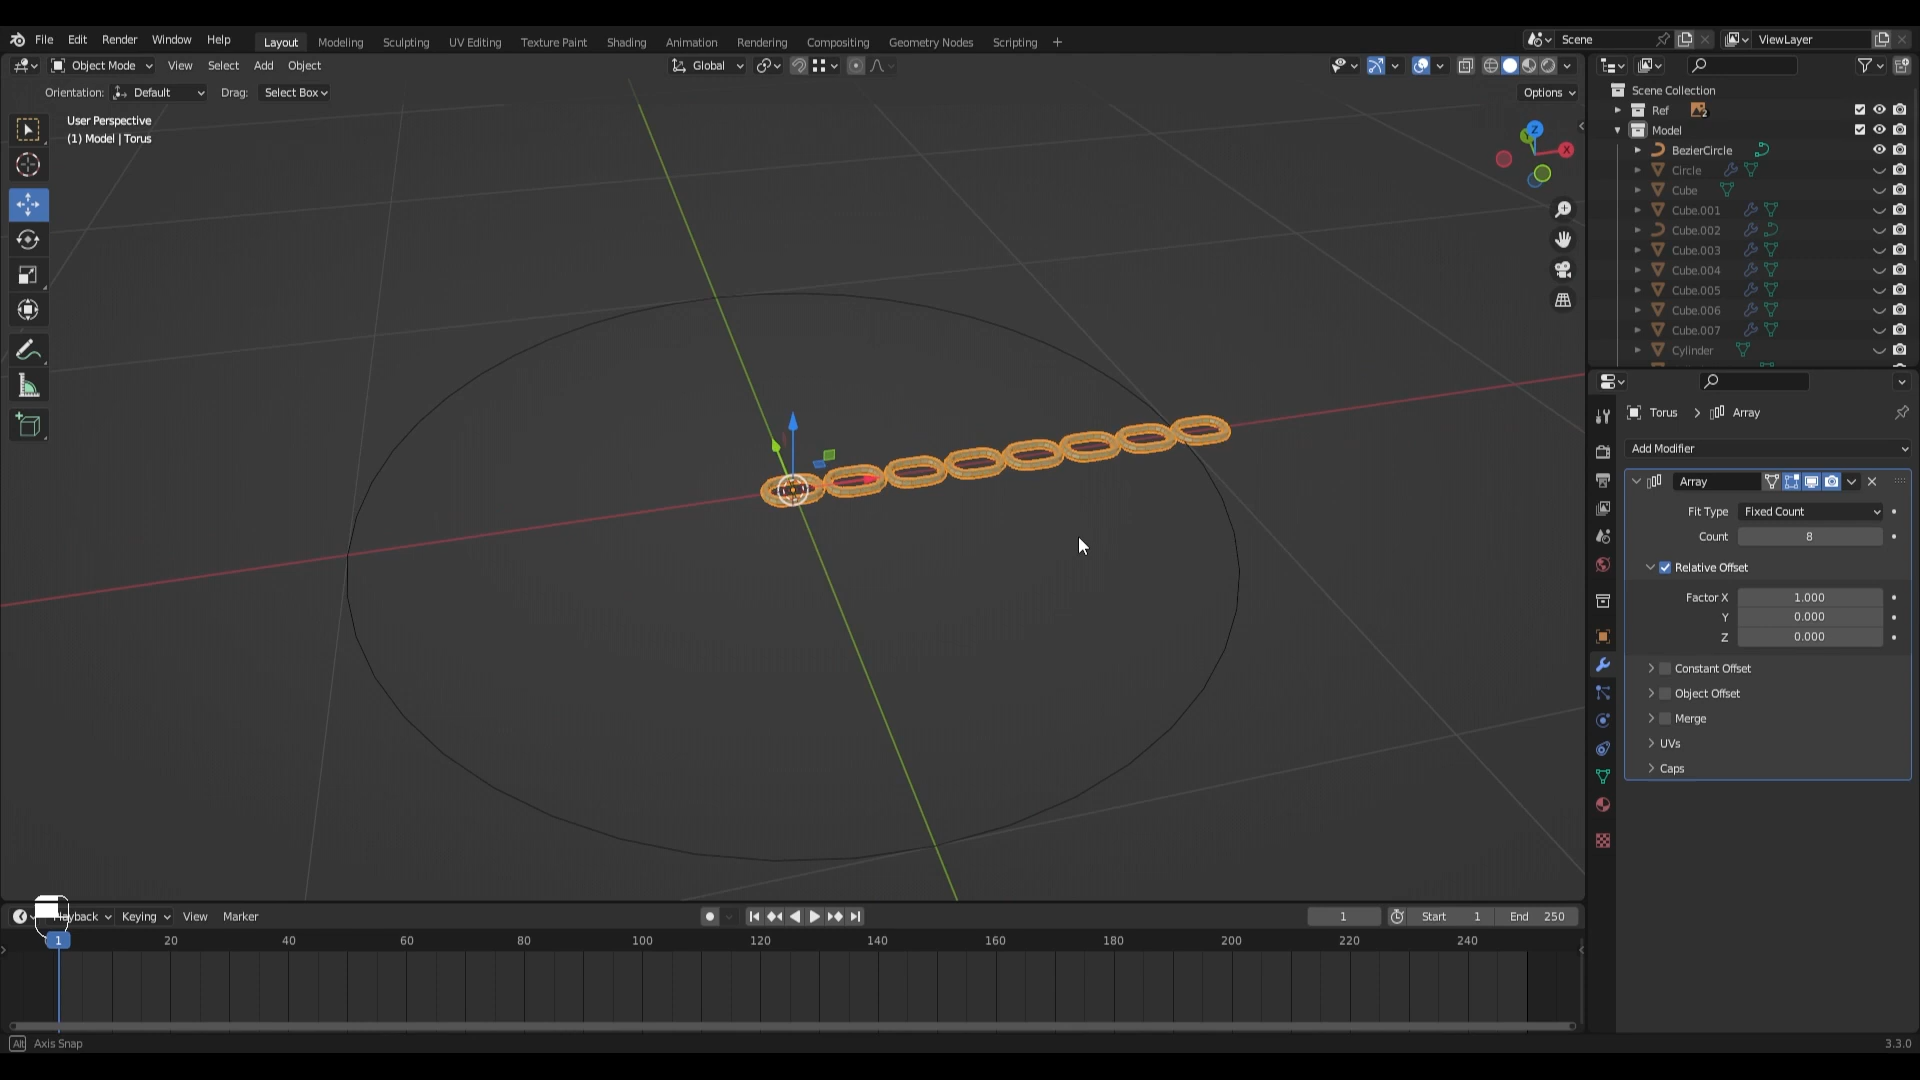 File Edit Render Window Help Layout Modeling Sculpting UV Editing Texture Paint Shading Animation Rendering Compositing Geometry Nodes Scripting + Scene ViewLayer
Object Mode View Select Add Object Global
Orientation: Default Drag: Select Box Options
User Perspective
(1) Model | Torus
Z
Y
X
Scene Collection
Ref 2
Model
BezierCircle
Circle
Cube
Cube.001
Cube.002
Cube.003
Cube.004
Cube.005
Cube.006
Cube.007
Cylinder
Torus > Array
Add Modifier
Array
Fit Type Fixed Count
Count 8
Relative Offset
Factor X 1.000
Y 0.000
Z 0.000
Constant Offset
Object Offset
Merge
UVs
Caps
Keying View Marker 1 Start 1 End 250
1 20 40 60 80 100 120 140 160 180 200 220 240
Alt Axis Snap 3.3.0